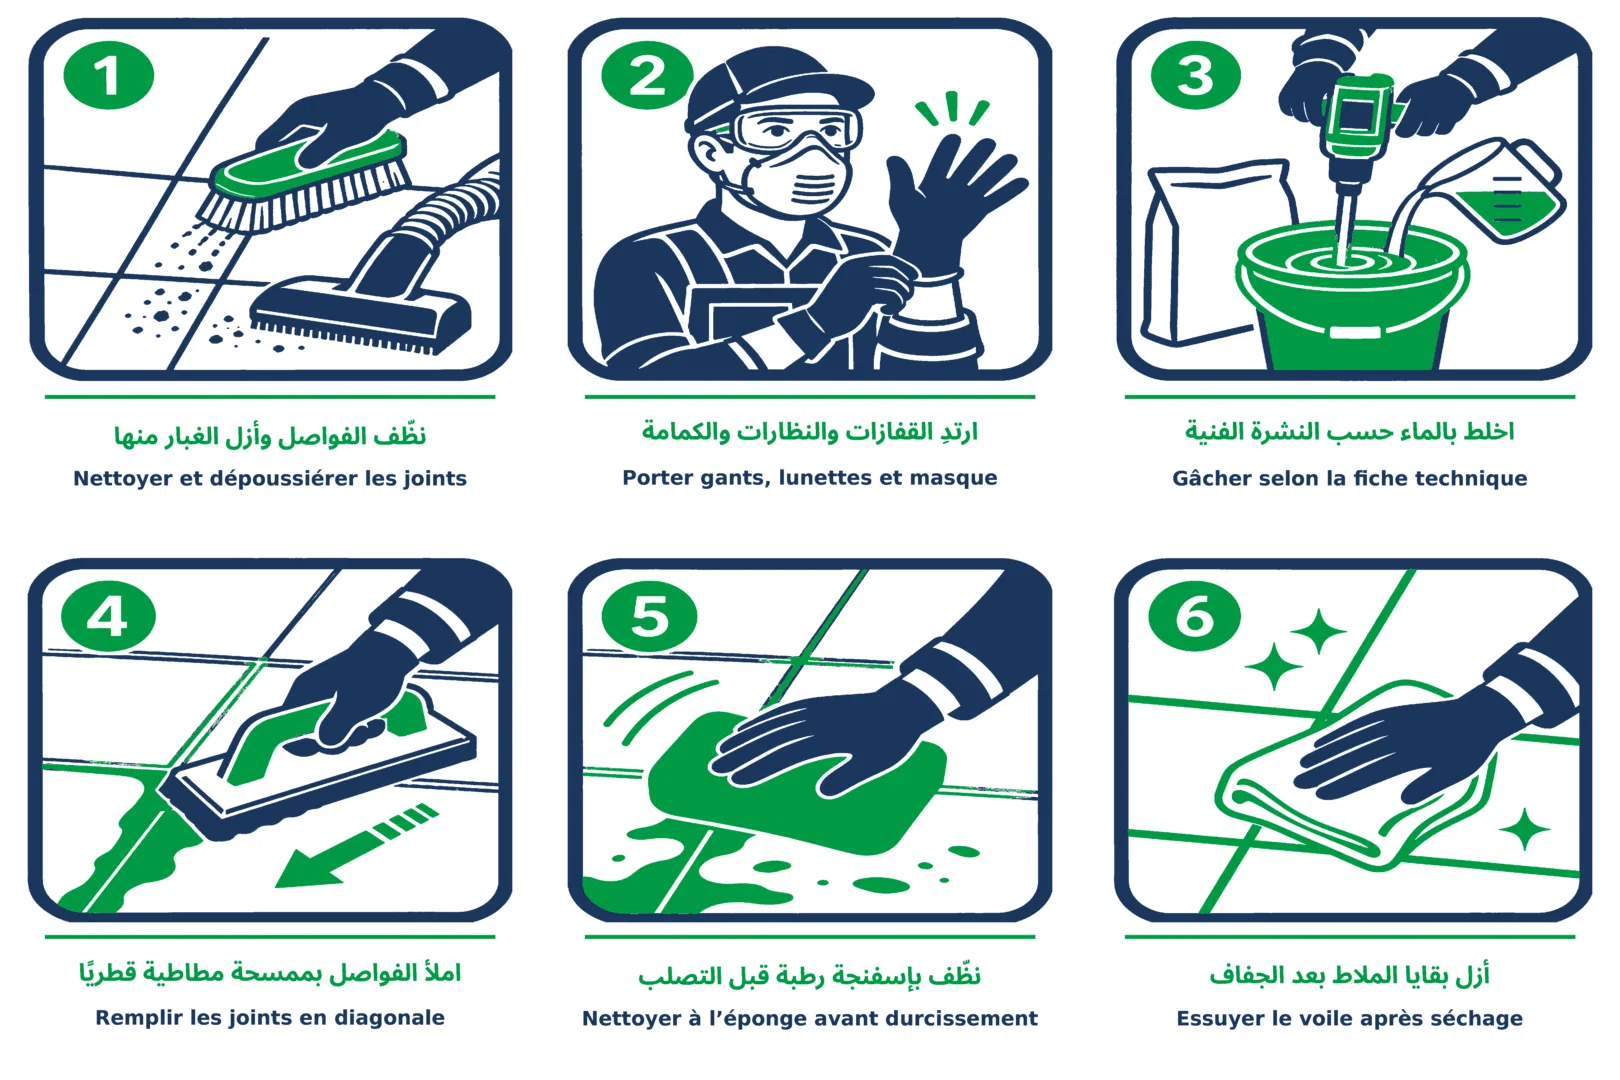 1
نظّف الفواصل وأزل الغبار منها
Nettoyer et dépoussiérer les joints
2
ارتدِ القفازات والنظارات والكمامة
Porter gants, lunettes et masque
3
اخلط بالماء حسب النشرة الفنية
Gâcher selon la fiche technique
4
املأ الفواصل بممسحة مطاطية قطريًا
Remplir les joints en diagonale
5
نظّف بإسفنجة رطبة قبل التصلب
Nettoyer à l’éponge avant durcissement
6
أزل بقايا الملاط بعد الجفاف
Essuyer le voile après séchage